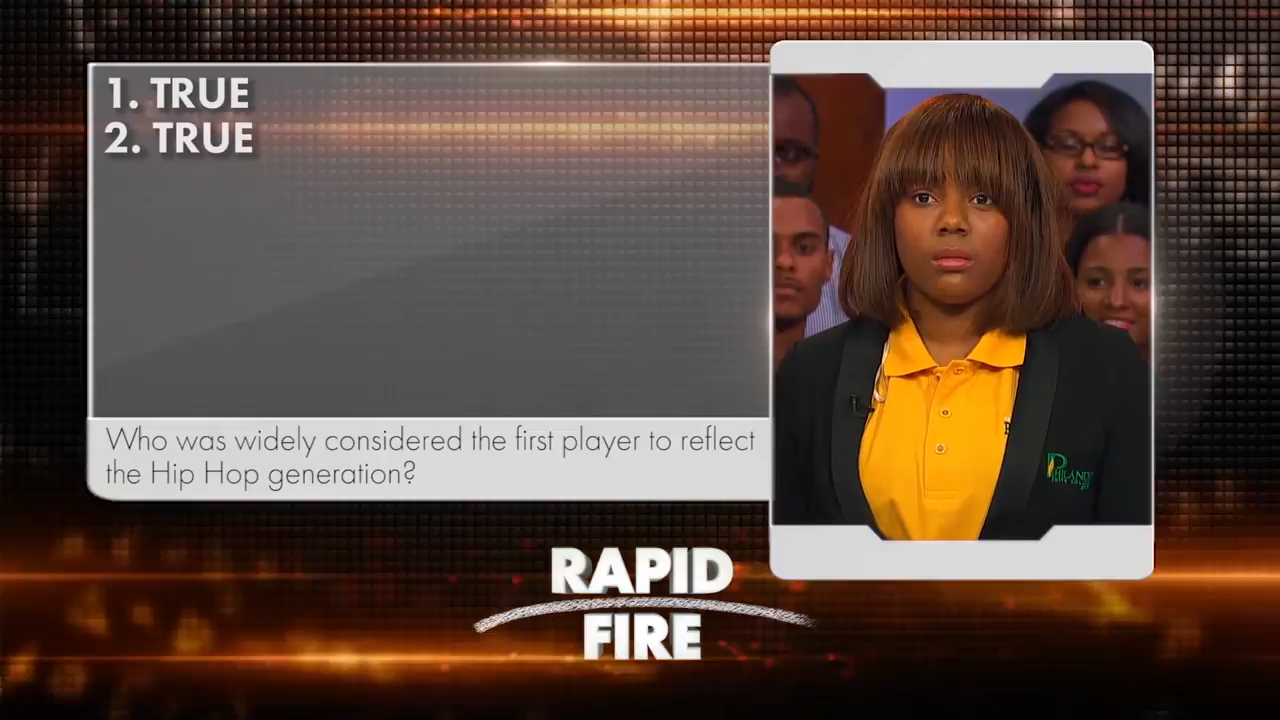 1. TRUE
2. TRUE
Who was widely considered the first player to reflect
the Hip Hop generation?
RAPID
FIRE